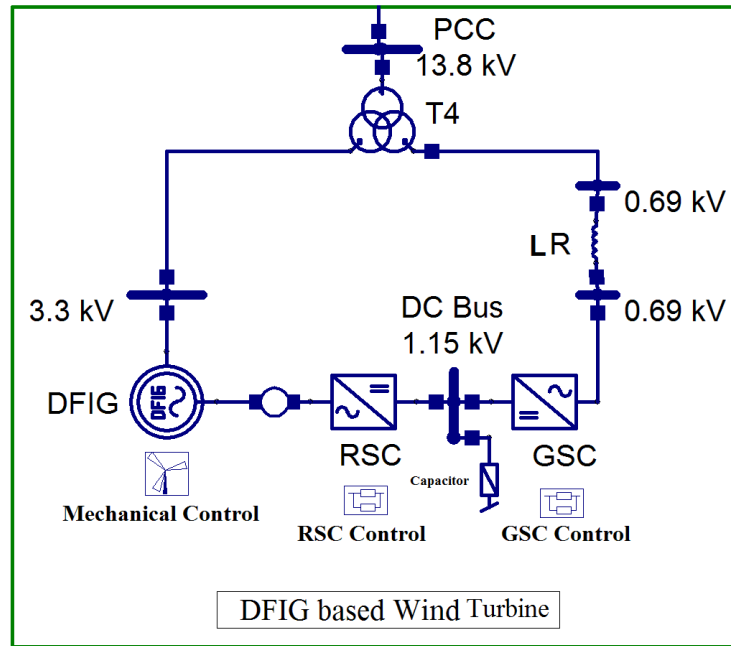 PCC
13.8 kV
T4
0.69 kV
LR
3.3 kV
DC Bus
1.15 kV
0.69 kV
DFIG
DFIG
RSC
GSC
Capacitor
Mechanical Control
RSC Control
GSC Control
DFIG based Wind Turbine